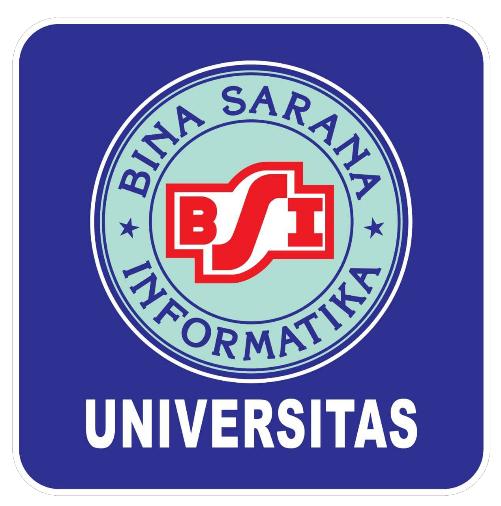 BINA SARANA
BSI
INFORMATIKA
UNIVERSITAS